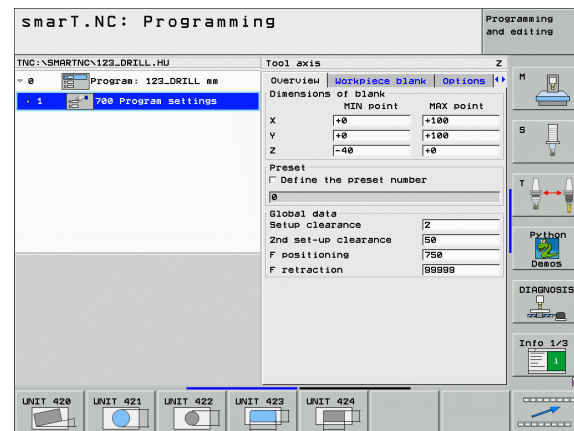 smarT.NC: Programming
Programming
and editing
TNC:\SMARTNC\123_DRILL.HU
Tool axis Z
0 Program: 123_DRILL mm
1 700 Program settings
Overview Workpiece blank Options
Dimensions of blank
MIN point MAX point
X +0 +100
Y +0 +100
Z -40 +0
Preset
Define the preset number
0
Global data
Setup clearance 2
2nd set-up clearance 50
F positioning 750
F retraction 99999
M
S
T
Python
Demos
DIAGNOSIS
Info 1/3
UNIT 420 UNIT 421 UNIT 422 UNIT 423 UNIT 424